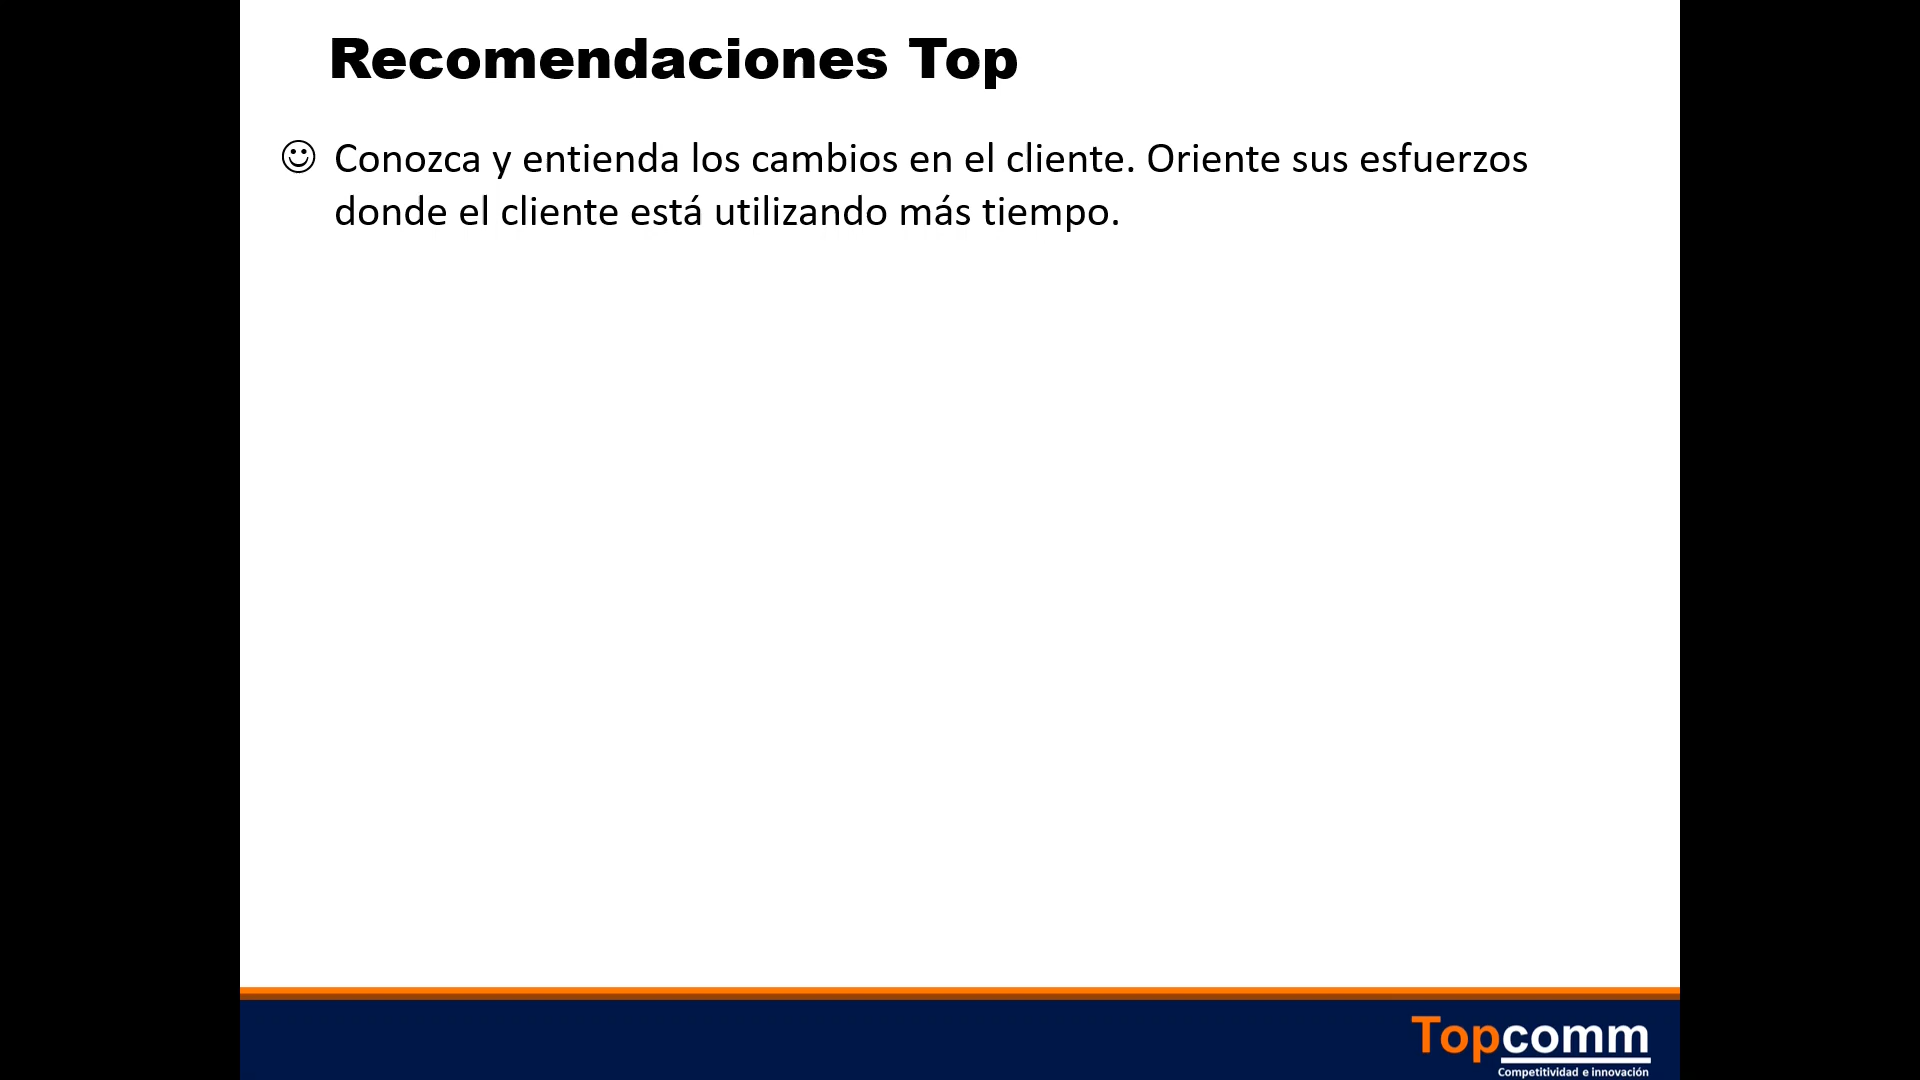 Recomendaciones Top
Conozca y entienda los cambios en el cliente. Oriente sus esfuerzos
donde el cliente está utilizando más tiempo.
Topcomm
Competitividad e innovación